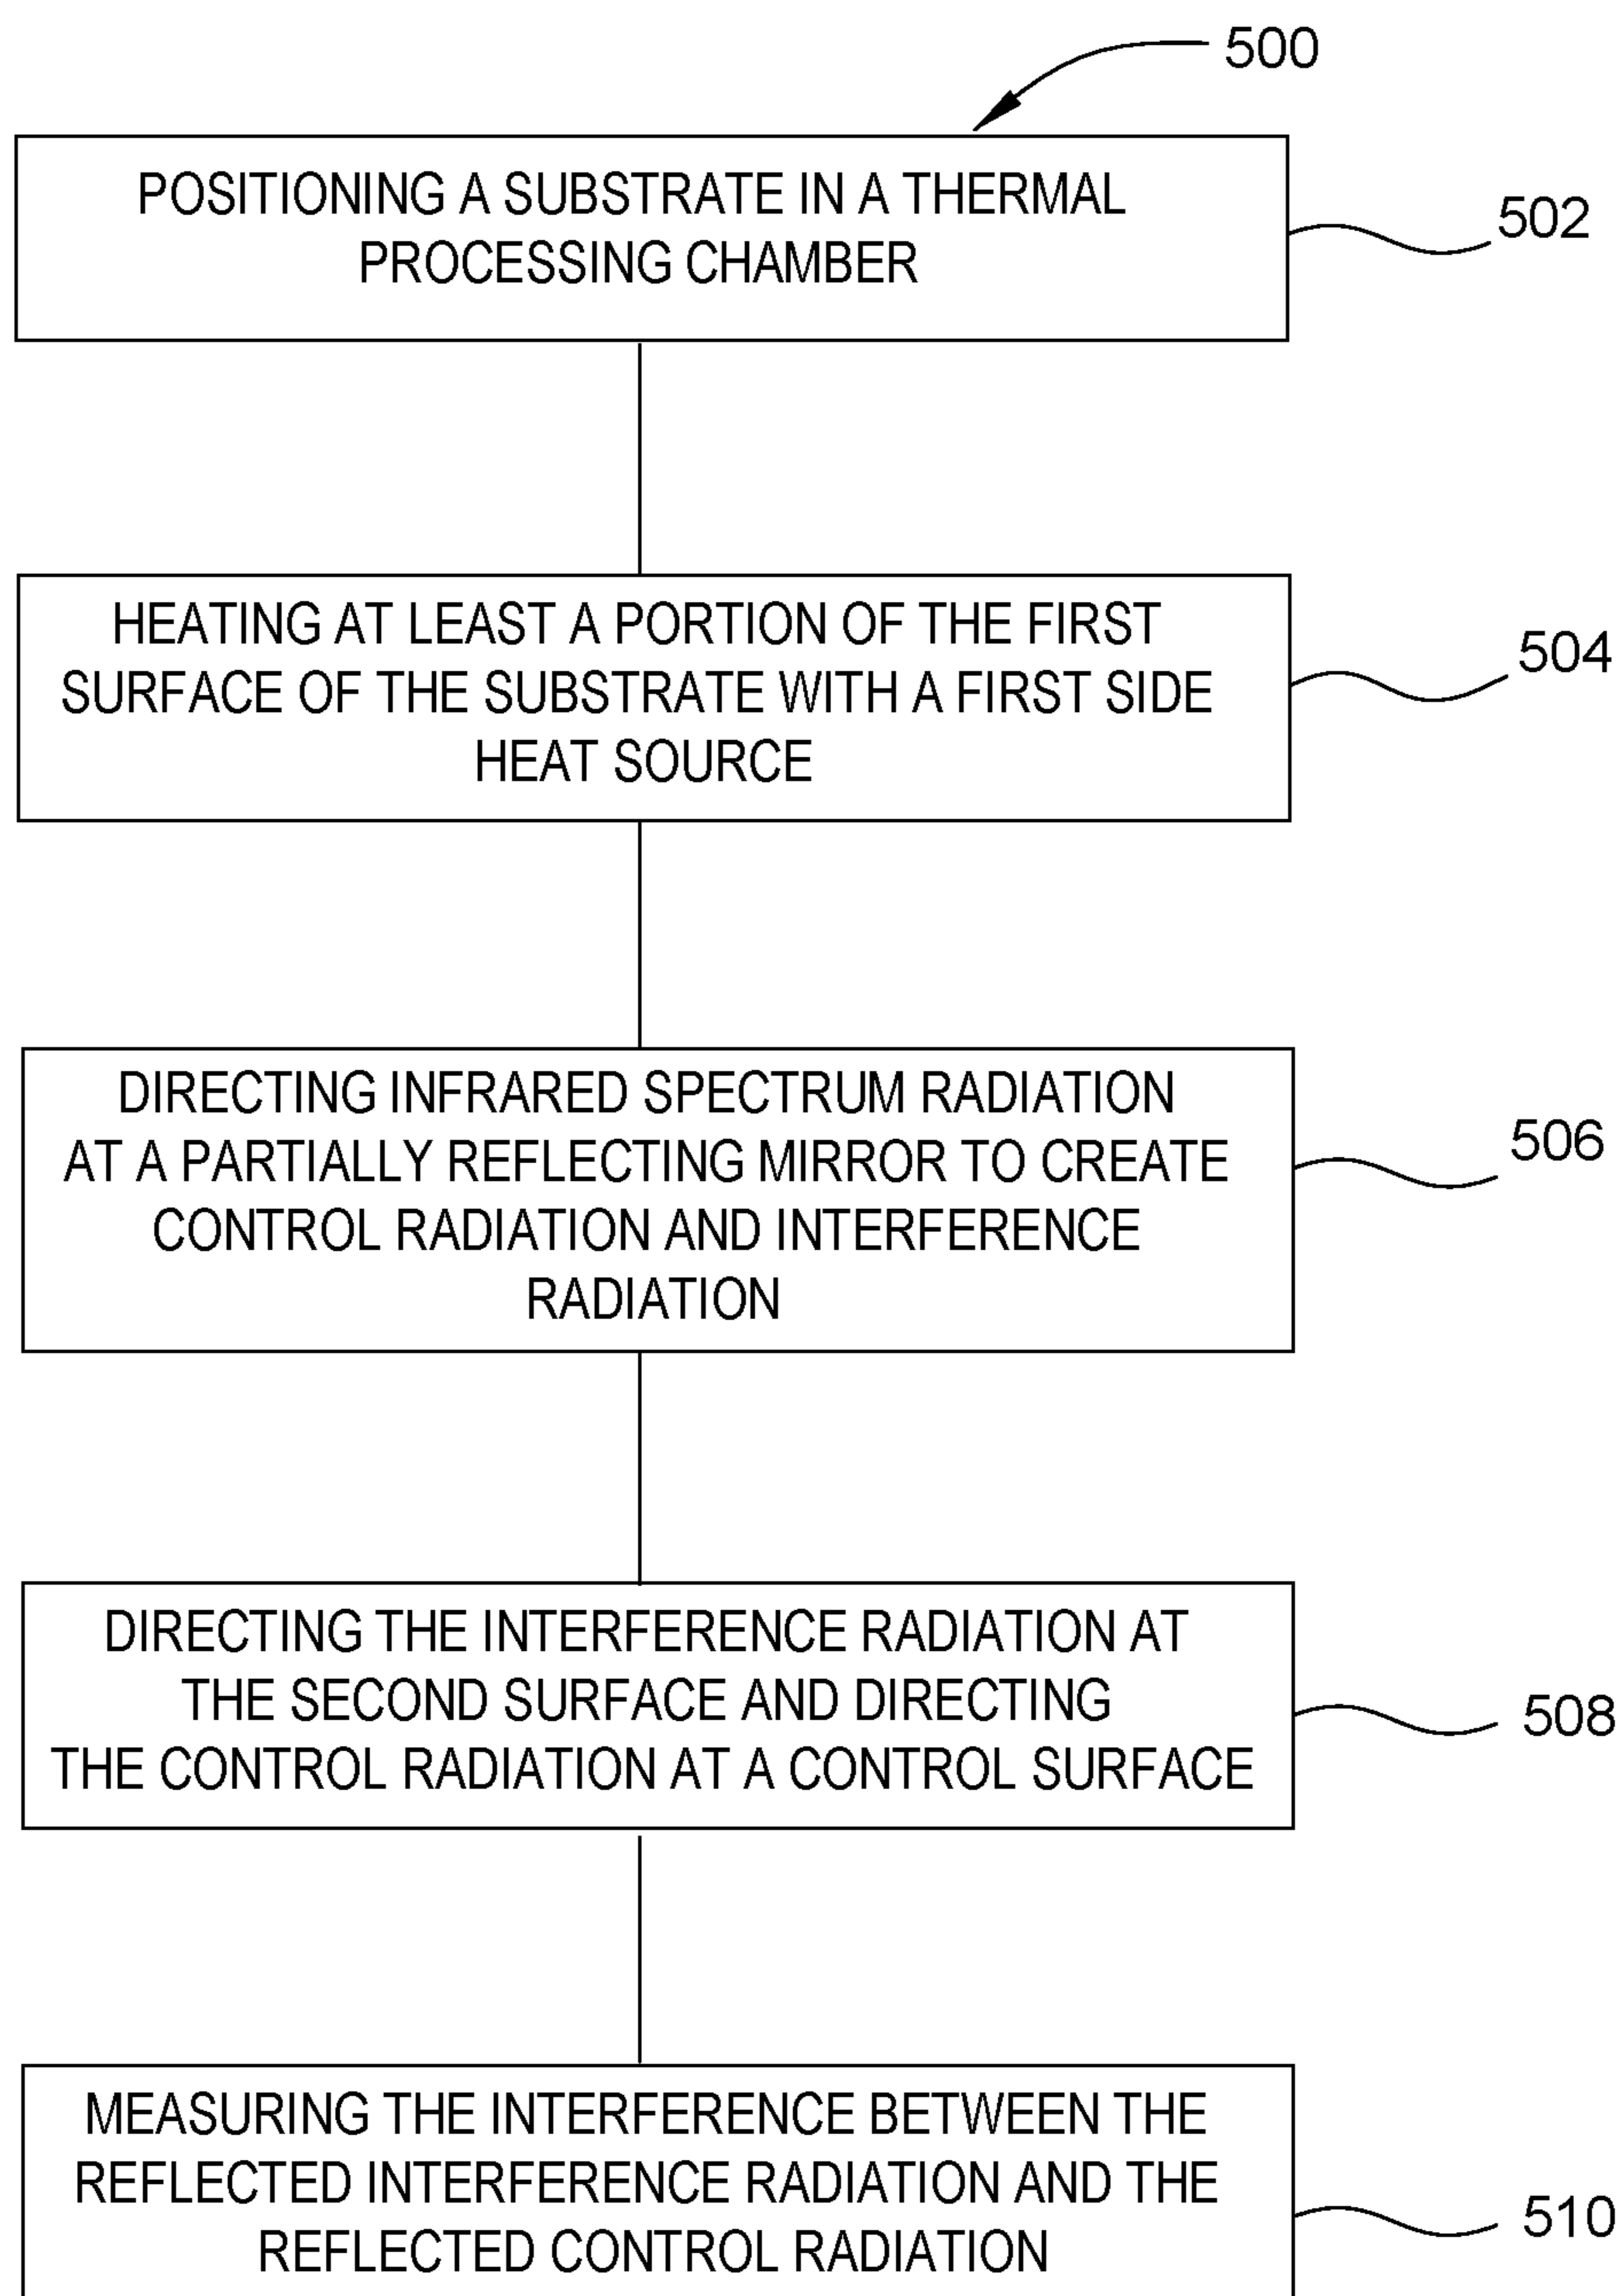 500
POSITIONING A SUBSTRATE IN A THERMAL
PROCESSING CHAMBER
502
HEATING AT LEAST A PORTION OF THE FIRST
SURFACE OF THE SUBSTRATE WITH A FIRST SIDE
HEAT SOURCE
504
DIRECTING INFRARED SPECTRUM RADIATION
AT A PARTIALLY REFLECTING MIRROR TO CREATE
CONTROL RADIATION AND INTERFERENCE
RADIATION
506
DIRECTING THE INTERFERENCE RADIATION AT
THE SECOND SURFACE AND DIRECTING
THE CONTROL RADIATION AT A CONTROL SURFACE
508
MEASURING THE INTERFERENCE BETWEEN THE
REFLECTED INTERFERENCE RADIATION AND THE
REFLECTED CONTROL RADIATION
510